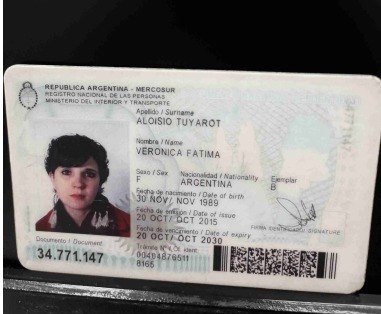 REPUBLICA ARGENTINA - MERCOSUR
REGISTRO NACIONAL DE LAS PERSONAS
MINISTERIO DEL INTERIOR Y TRANSPORTE
Apellido / Surname
ALOISIO TUYAROT
Nombre / Name
VERONICA FATIMA
Sexo / Sex Nacionalidad / Nationality Ejemplar
F ARGENTINA B
Fecha de nacimiento / Date of birth
30 NOV/ NOV 1989
Fecha de emisión / Date of issue
20 OCT/ OCT 2015
FIRMA IDENTIFICADO / SIGNATURE
Fecha de vencimiento / Date of expiry
20 OCT/ OCT 2030
Documento / Document
34.771.147
Trámite Nº / Of. ident.
00404876511
8165